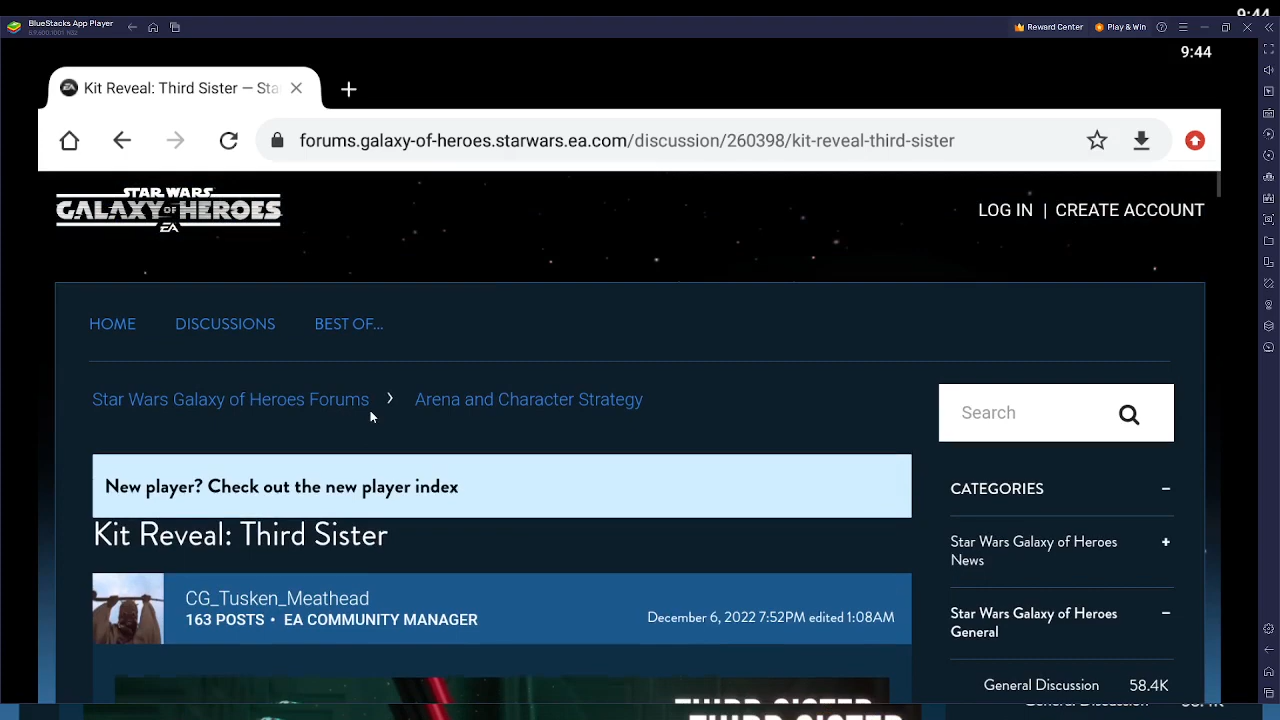 BlueStacks App Player
Reward Center
Play & Win
9:44
9:44
Kit Reveal: Third Sister — Sta
forums.galaxy-of-heroes.starwars.ea.com/discussion/260398/kit-reveal-third-sister
STAR WARS
GALAXY OF HEROES
EA
LOG IN | CREATE ACCOUNT
HOME
DISCUSSIONS
BEST OF...
Star Wars Galaxy of Heroes Forums
Arena and Character Strategy
Search
New player? Check out the new player index
Kit Reveal: Third Sister
CG_Tusken_Meathead
163 POSTS • EA COMMUNITY MANAGER
December 6, 2022 7:52PM edited 1:08AM
THIRD SISTER
CATEGORIES
Star Wars Galaxy of Heroes
News
Star Wars Galaxy of Heroes
General
General Discussion 58.4K